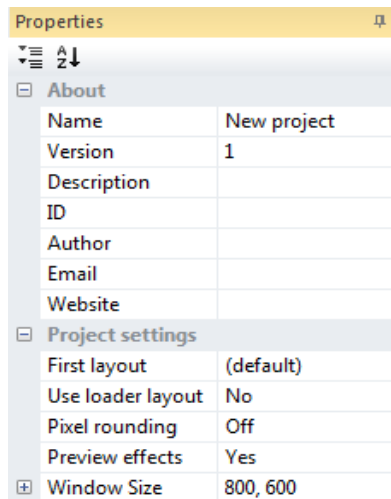 Properties
A Z
About
Name New project
Version 1
Description
ID
Author
Email
Website
Project settings
First layout (default)
Use loader layout No
Pixel rounding Off
Preview effects Yes
Window Size 800, 600